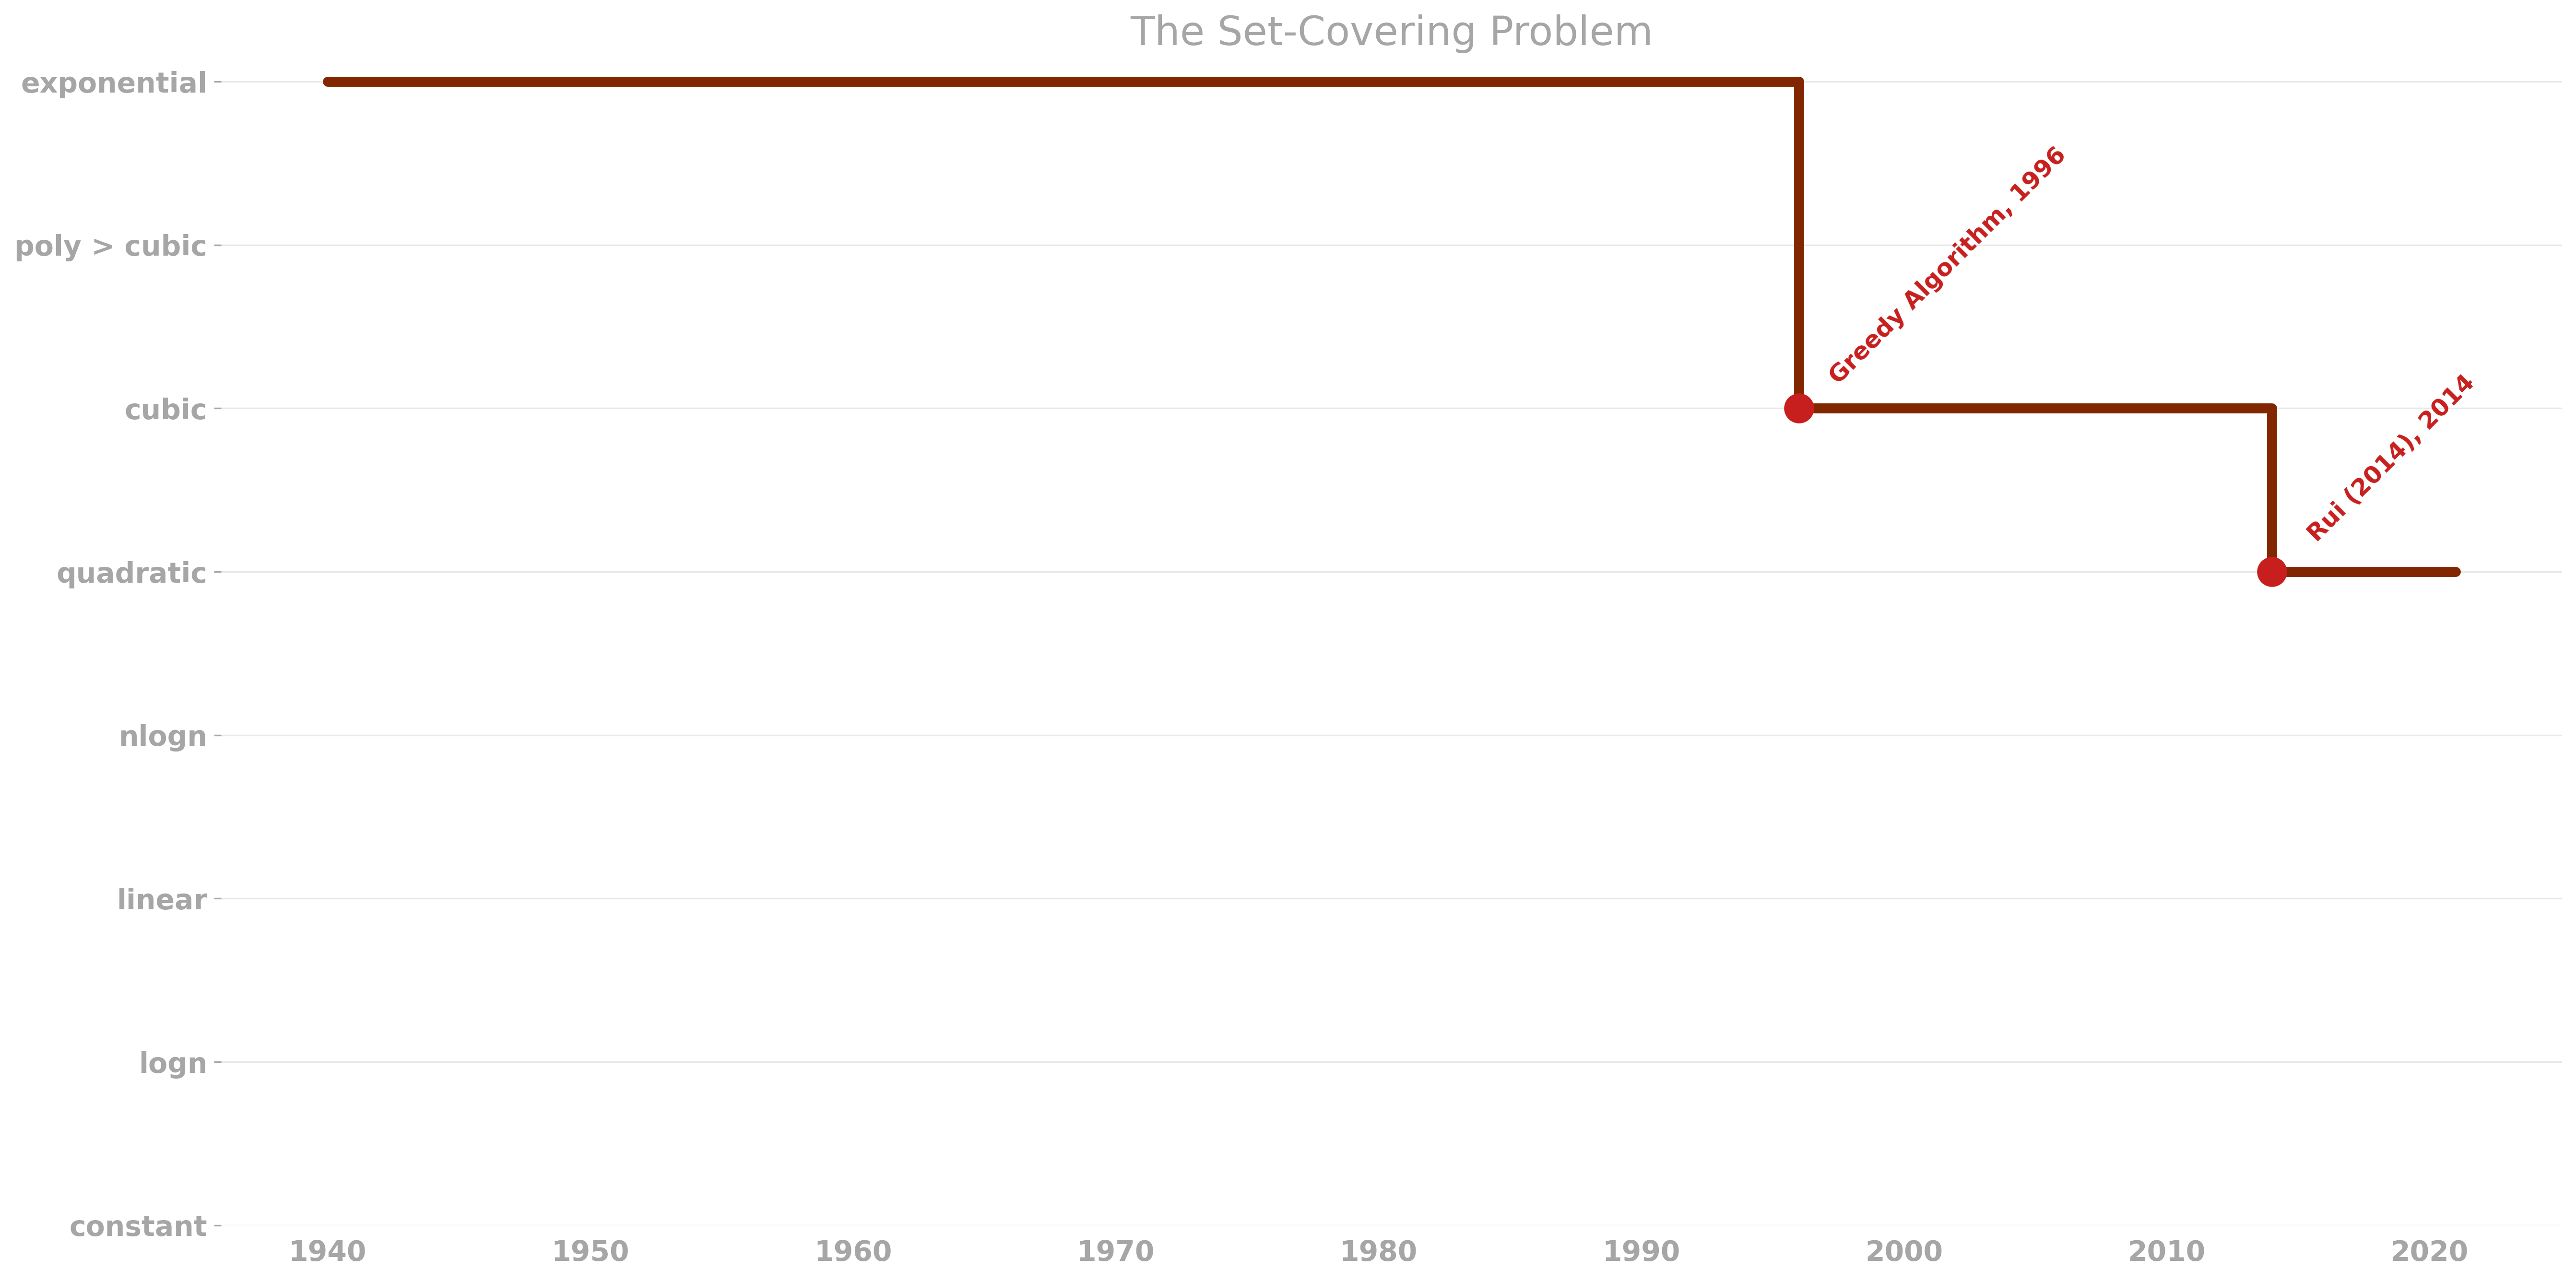 The Set-Covering Problem
exponential
poly > cubic
cubic
quadratic
nlogn
linear
logn
constant
Greedy Algorithm, 1996
Rui (2014), 2014
1940 1950 1960 1970 1980 1990 2000 2010 2020